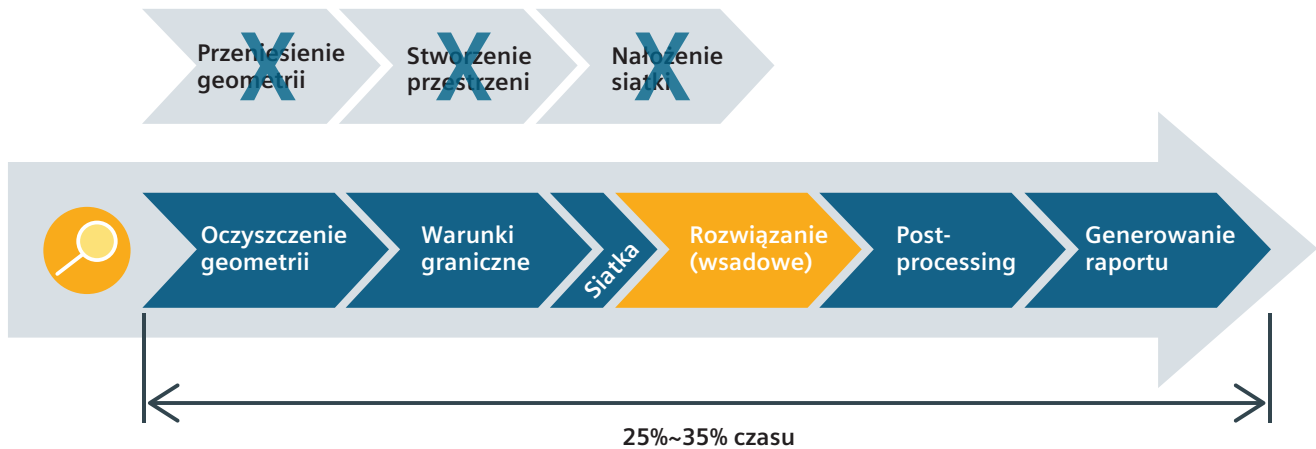 Przeniesienie
geometrii
X
Stworzenie
przestrzeni
X
Nałożenie
siatki
X
Oczyszczenie
geometrii
Warunki
graniczne
Siatka
Rozwiązanie
(wsadowe)
Post-
processing
Generowanie
raportu
25%~35% czasu